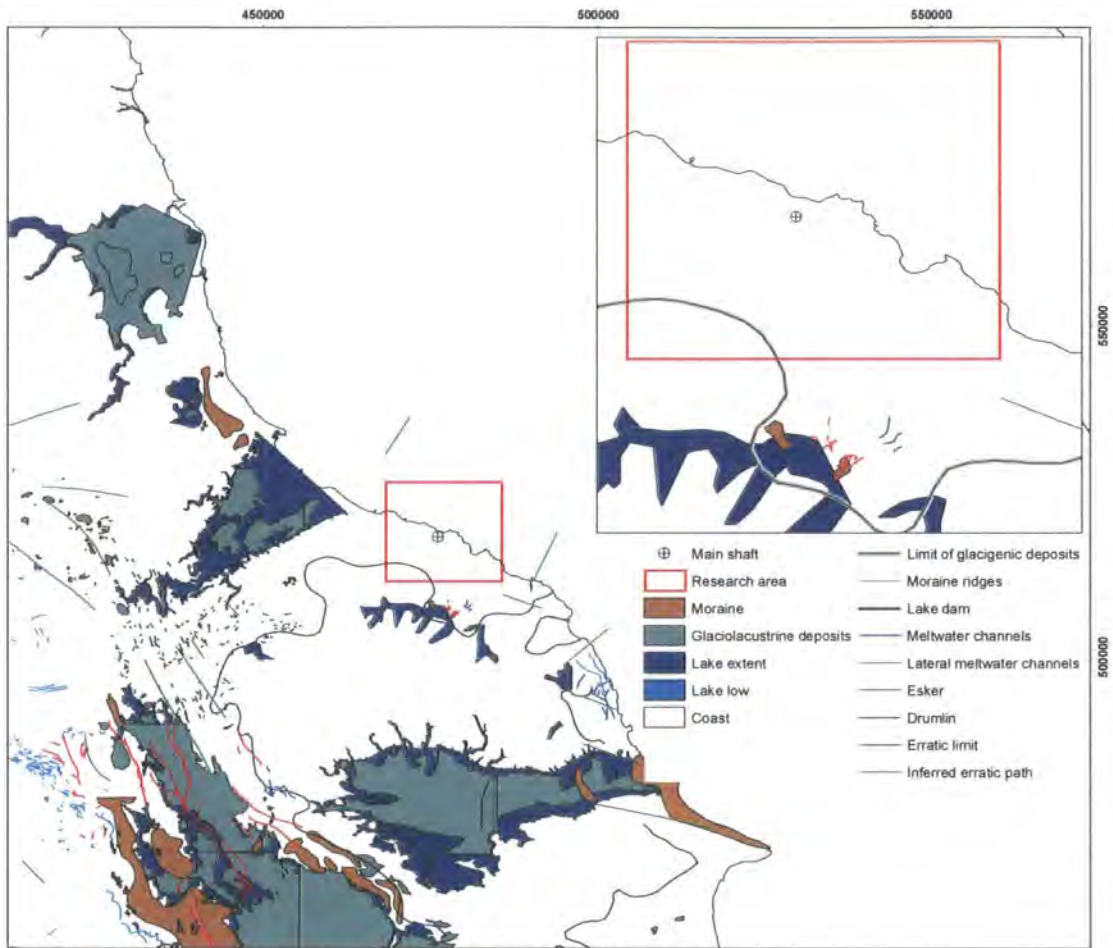 450000
500000
550000
550000
500000
Main shaft
Research area
Moraine
Glaciolacustrine deposits
Lake extent
Lake low
Coast
Limit of glacigenic deposits
Moraine ridges
Lake dam
Meltwater channels
Lateral meltwater channels
Esker
Drumlin
Erratic limit
Inferred erratic path